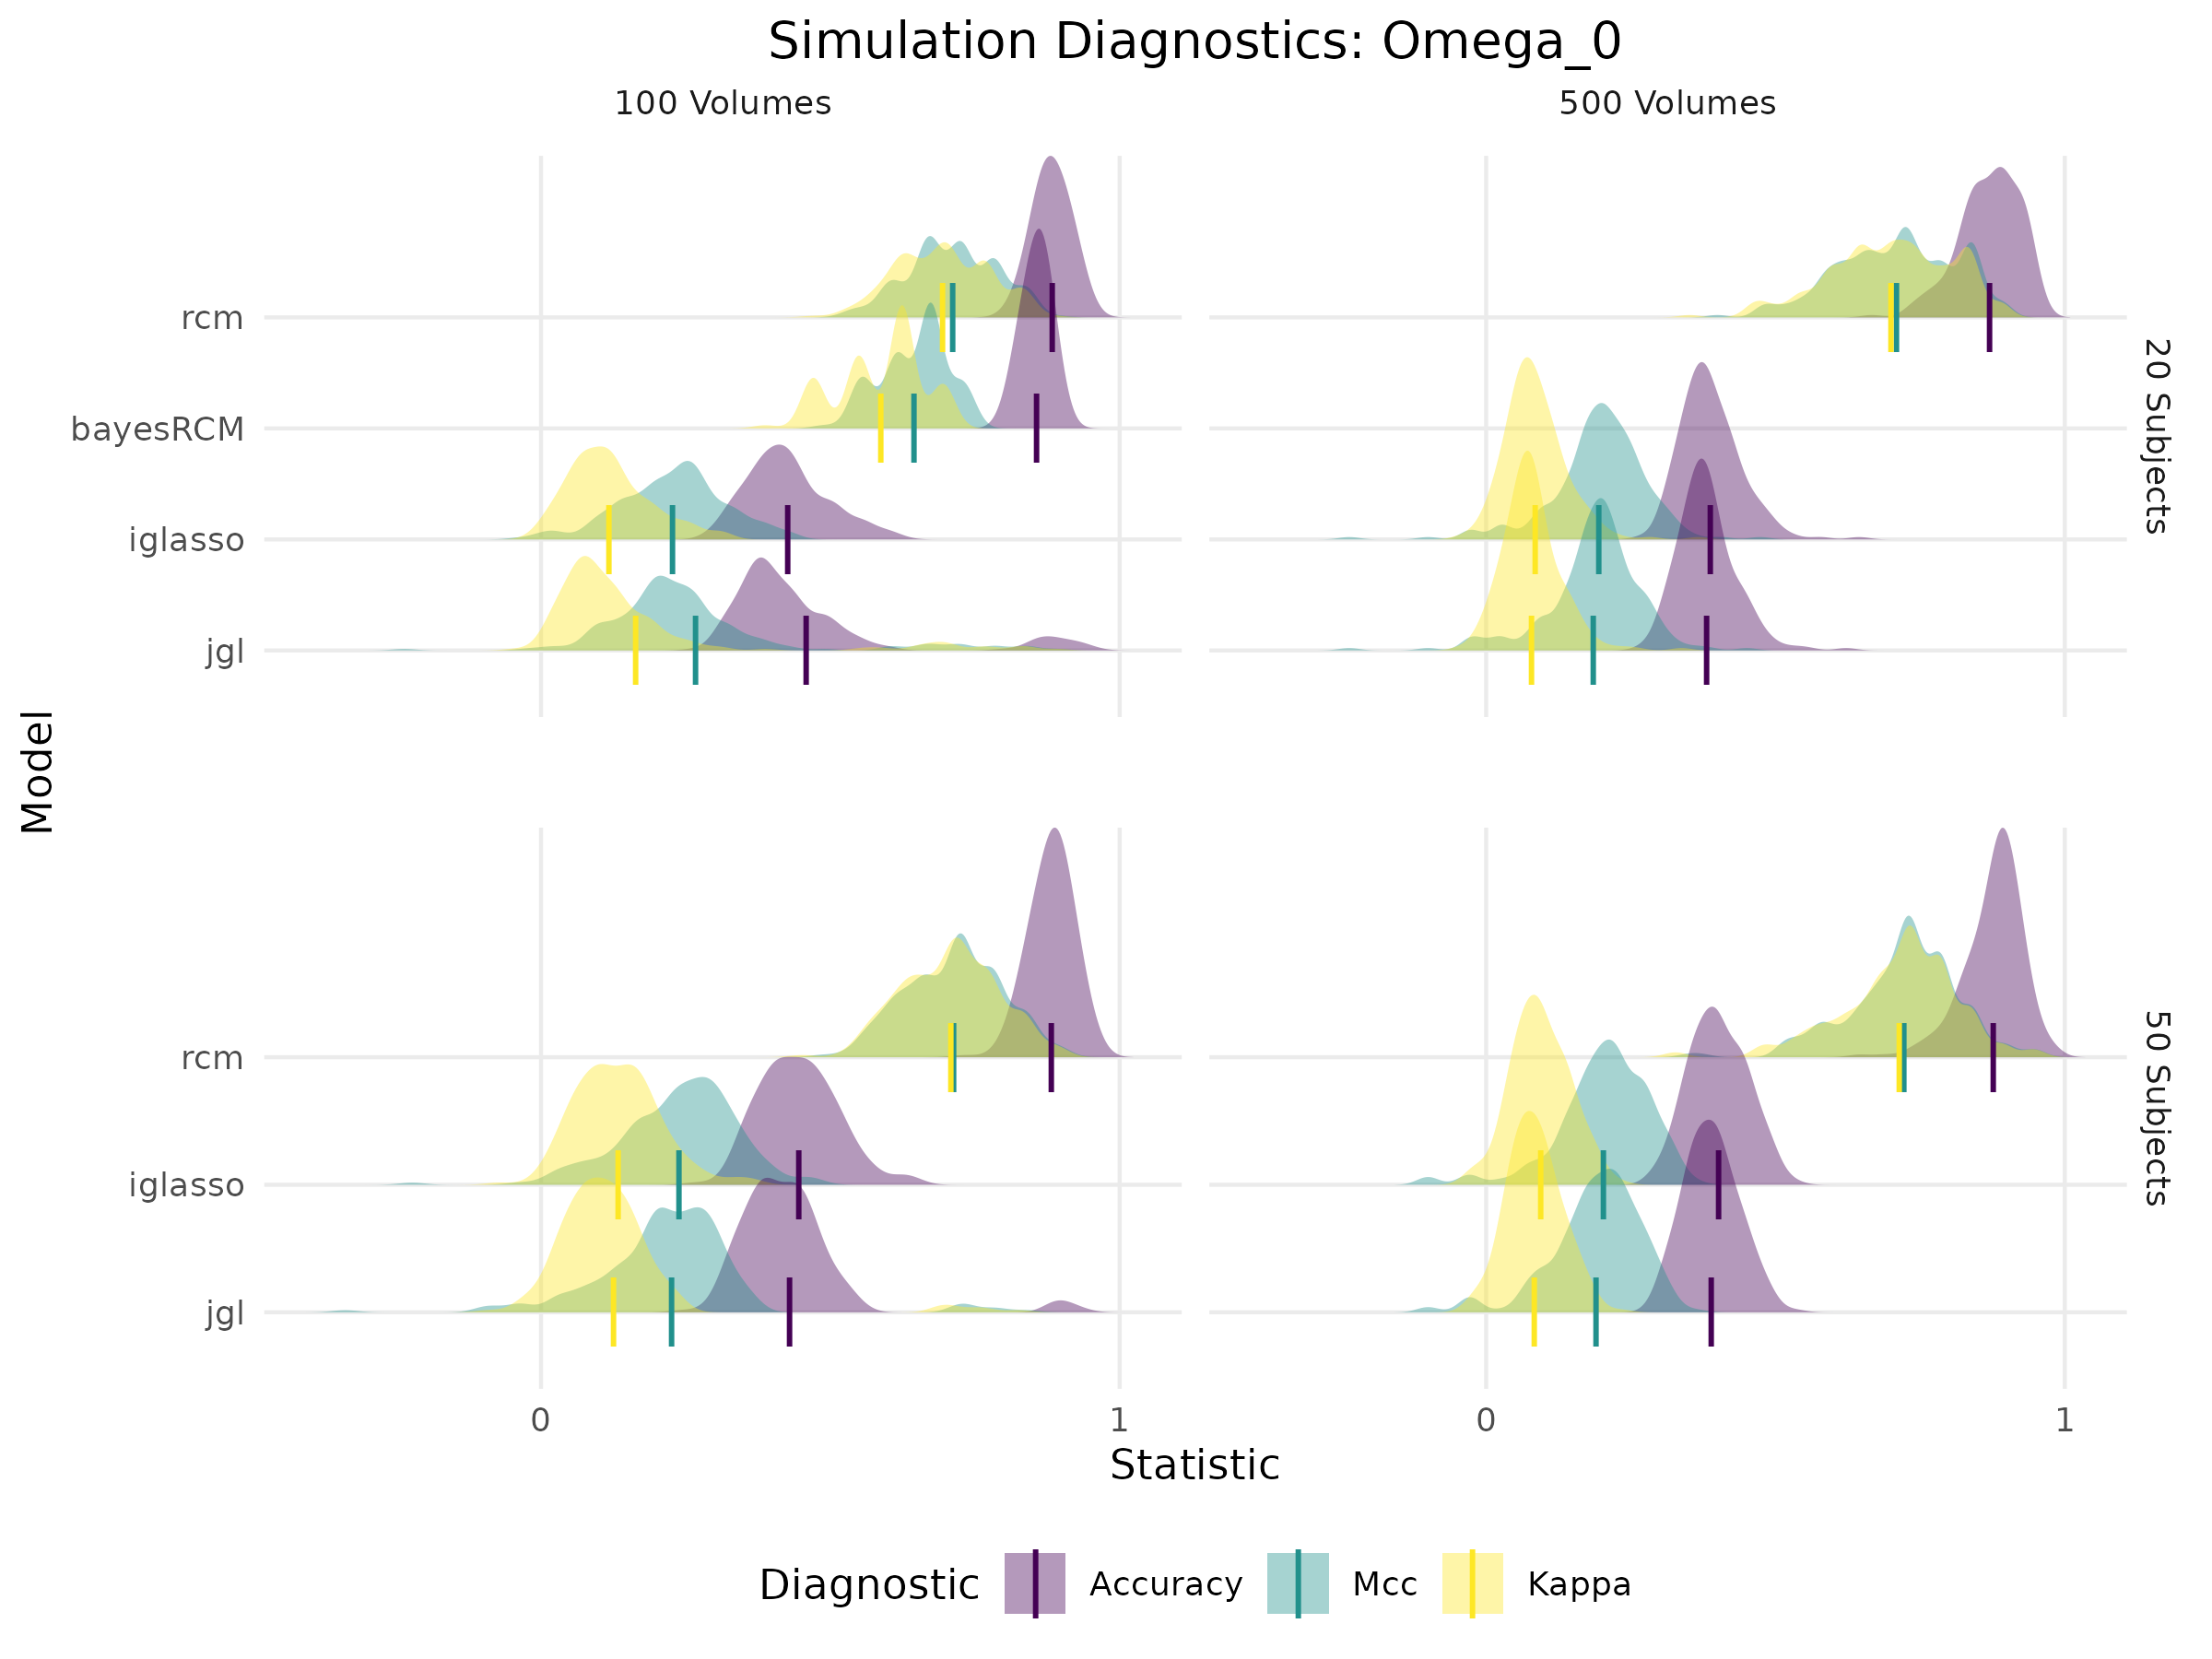 Simulation Diagnostics: Omega_0
100 Volumes
500 Volumes
rcm
bayesRCM
iglasso
jgl
20 Subjects
Model
rcm
iglasso
jgl
50 Subjects
0
1
0
1
Statistic
Diagnostic
Accuracy
Mcc
Kappa